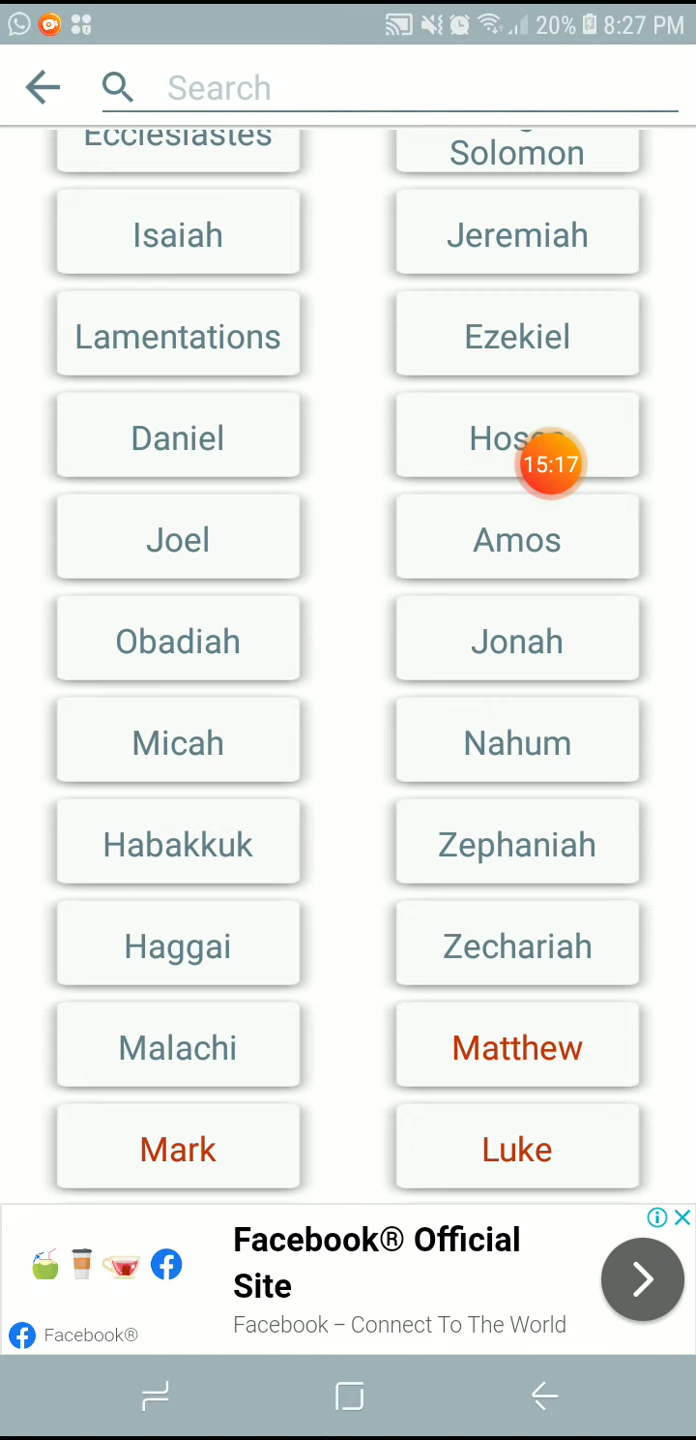 20% 8:27 PM
Search
Ecclesiastes
Solomon
Isaiah
Jeremiah
Lamentations
Ezekiel
Daniel
15:17
Joel
Amos
Obadiah
Jonah
Micah
Nahum
Habakkuk
Zephaniah
Haggai
Zechariah
Malachi
Matthew
Mark
Luke
Facebook® Official
Site
Facebook – Connect To The World
Facebook®